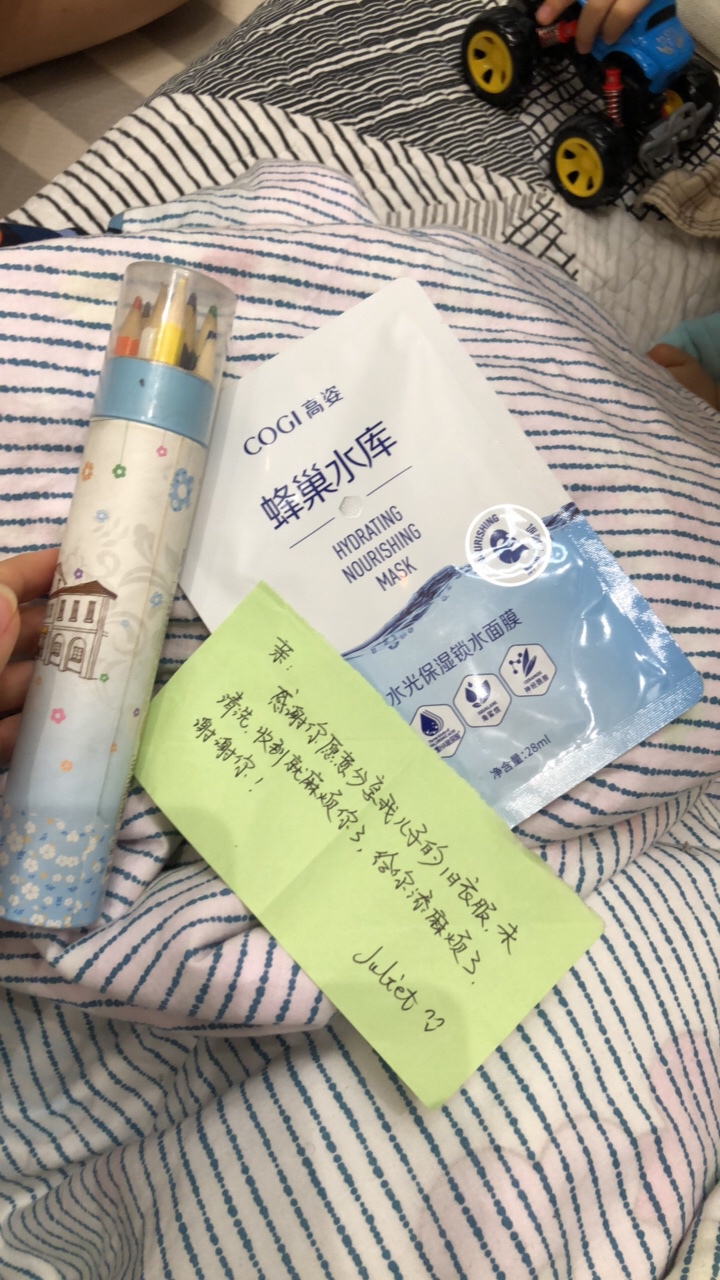 COGI 高姿
蜂巢水库
HYDRATING
NOURISHING
MASK
水光保湿锁水面膜
净含量:28ml
亲:
感谢你愿意分享我儿子的旧衣服,未
清洗,收到就麻烦你了,给你添麻烦了,
谢谢你!
Juliet